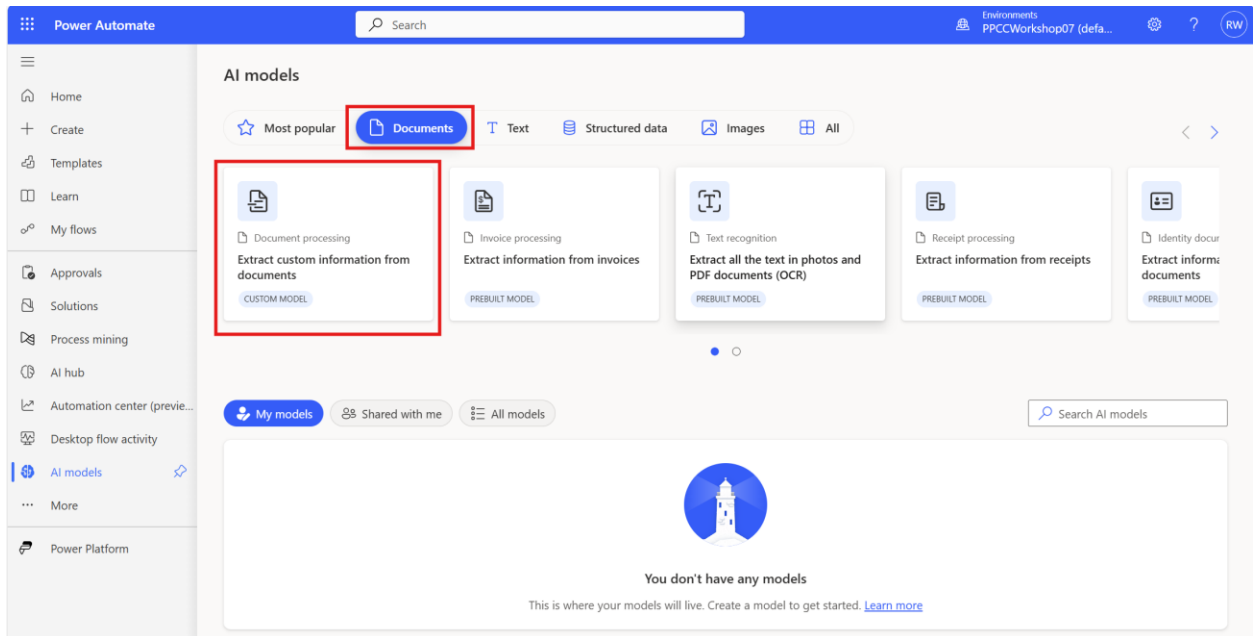 Power Automate
Search
Environments
PPCCWorkshop07 (defa...
?
RW
Home
Create
Templates
Learn
My flows
Approvals
Solutions
Process mining
AI hub
Automation center (previe...
Desktop flow activity
AI models
More
Power Platform
AI models
Most popular
Documents
Text
Structured data
Images
All
Document processing
Extract custom information from
documents
CUSTOM MODEL
Invoice processing
Extract information from invoices
PREBUILT MODEL
Text recognition
Extract all the text in photos and
PDF documents (OCR)
PREBUILT MODEL
Receipt processing
Extract information from receipts
PREBUILT MODEL
Identity docur
Extract informa
documents
PREBUILT MODEL
My models
Shared with me
All models
Search AI models
You don't have any models
This is where your models will live. Create a model to get started. Learn more